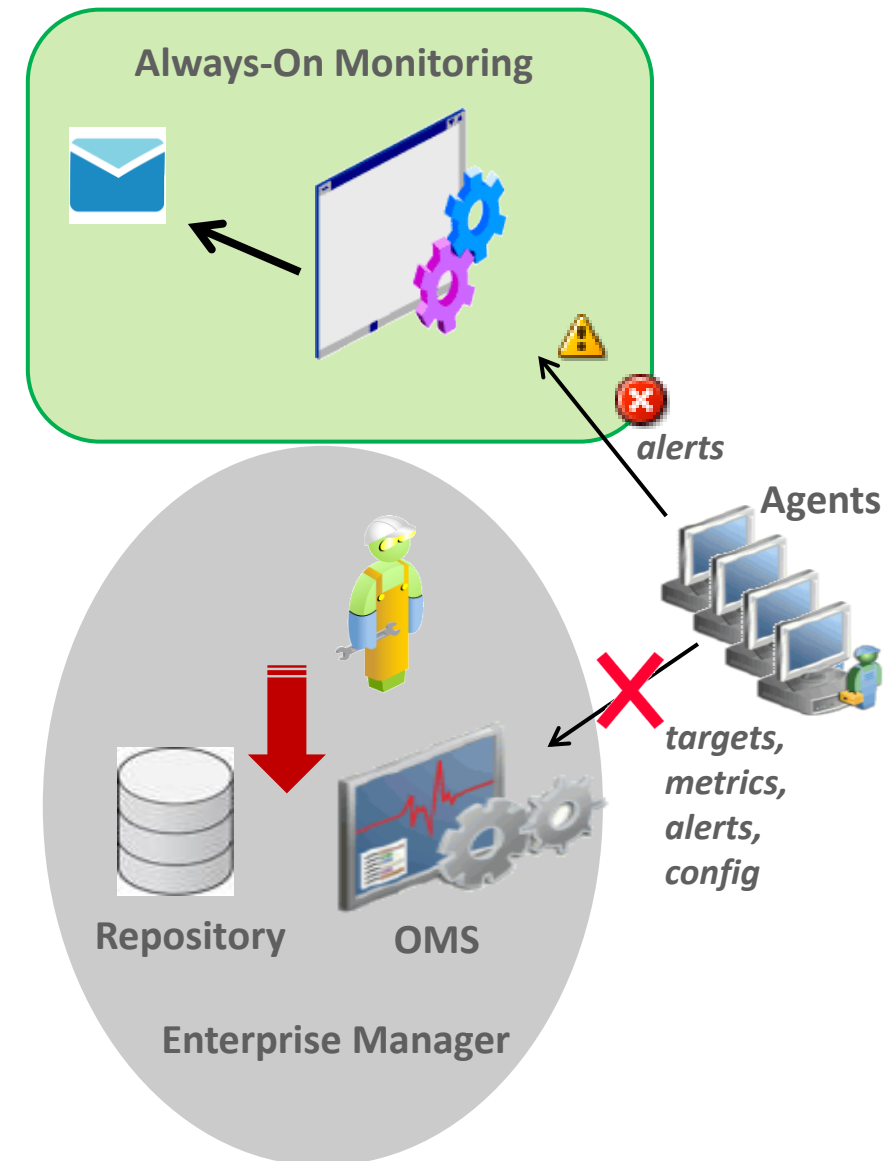 Always-On Monitoring
alerts
Agents
targets,
metrics,
alerts,
config
Repository
OMS
Enterprise Manager